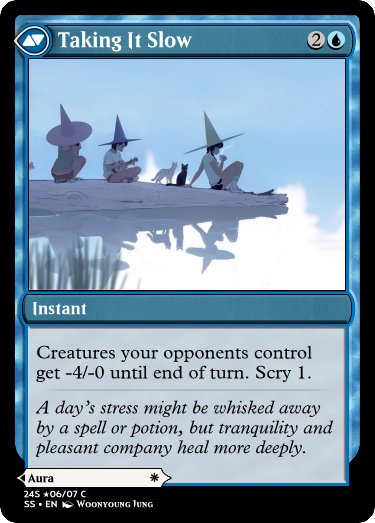 Taking It Slow 2
Instant
Creatures your opponents control
get -4/-0 until end of turn. Scry 1.
A day's stress might be whisked away
by a spell or potion, but tranquility and
pleasant company heal more deeply.
Aura
24S ★06/07 C
SS • EN Woonyoung Jung